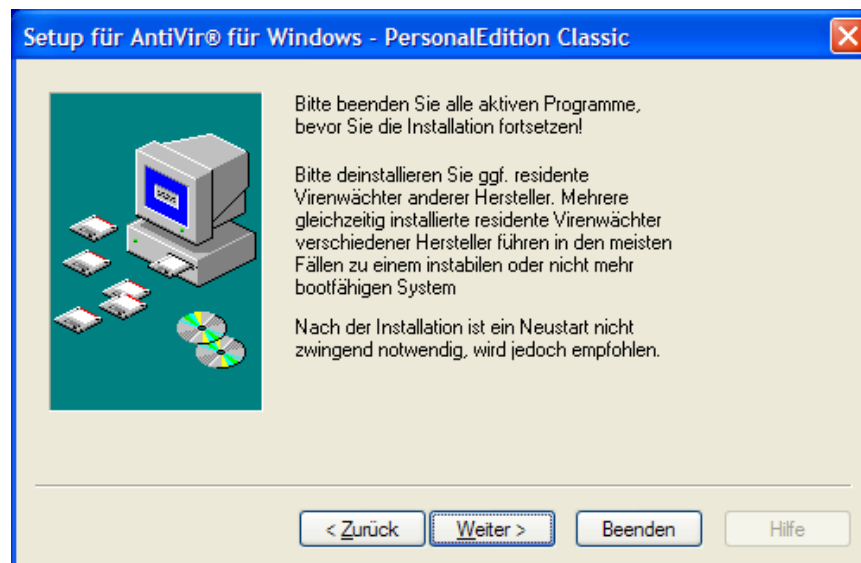 Setup für AntiVir® für Windows - PersonalEdition Classic
Bitte beenden Sie alle aktiven Programme,
bevor Sie die Installation fortsetzen!
Bitte deinstallieren Sie ggf. residente
Virenwächter anderer Hersteller. Mehrere
gleichzeitig installierte residente Virenwächter
verschiedener Hersteller führen in den meisten
Fällen zu einem instabilen oder nicht mehr
bootfähigen System
Nach der Installation ist ein Neustart nicht
zwingend notwendig, wird jedoch empfohlen.
< Zurück
Weiter >
Beenden
Hilfe